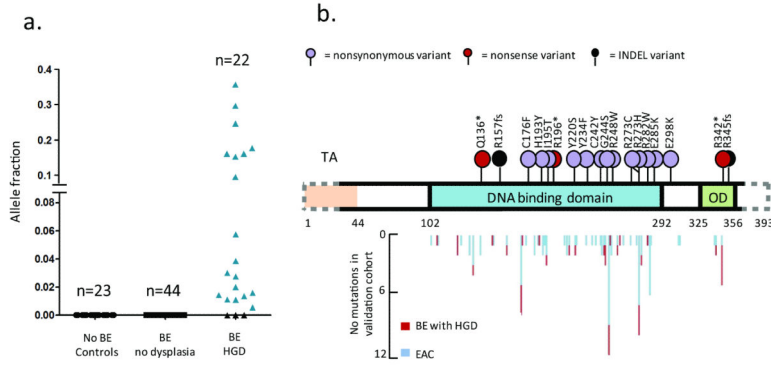 a.
n=22
0.4
0.3
0.2
0.1
0.08
0.06
0.04
0.02
0.00
Allele fraction
n=23
n=44
No BE
Controls
BE
no dysplasia
BE
HGD
b.
= nonsynonymous variant
= nonsense variant
= INDEL variant
Q136*
R157fs
C176F
H193Y
I195T
R196*
Y220S
Y234F
C242Y
G244S
R248W
R273C
R273H
R282W
E285K
E298K
R342*
R345fs
TA
DNA binding domain
OD
1
44
102
292
325
356
393
0
6
12
No mutations in
validation cohort
BE with HGD
EAC